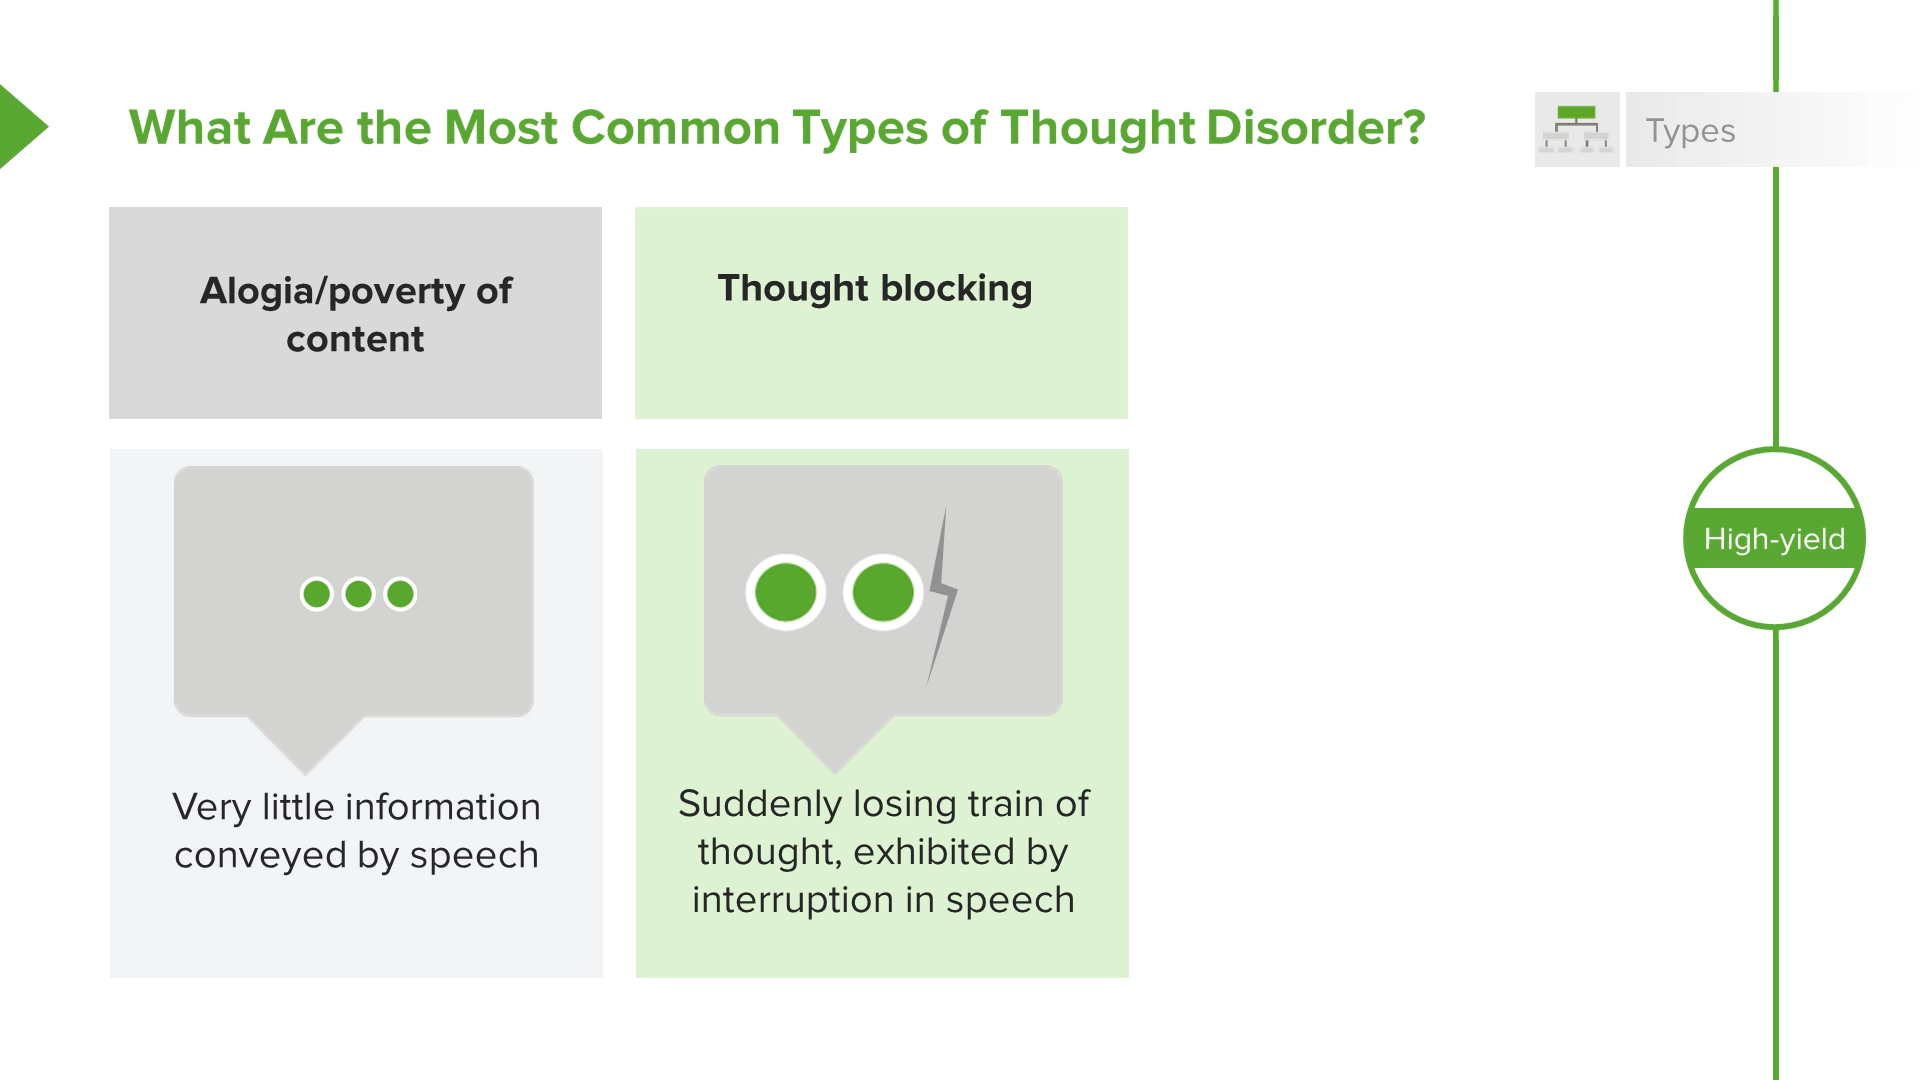 What Are the Most Common Types of Thought Disorder?
Types
Alogia/poverty of
content
Thought blocking
Very little information
conveyed by speech
Suddenly losing train of
thought, exhibited by
interruption in speech
High-yield